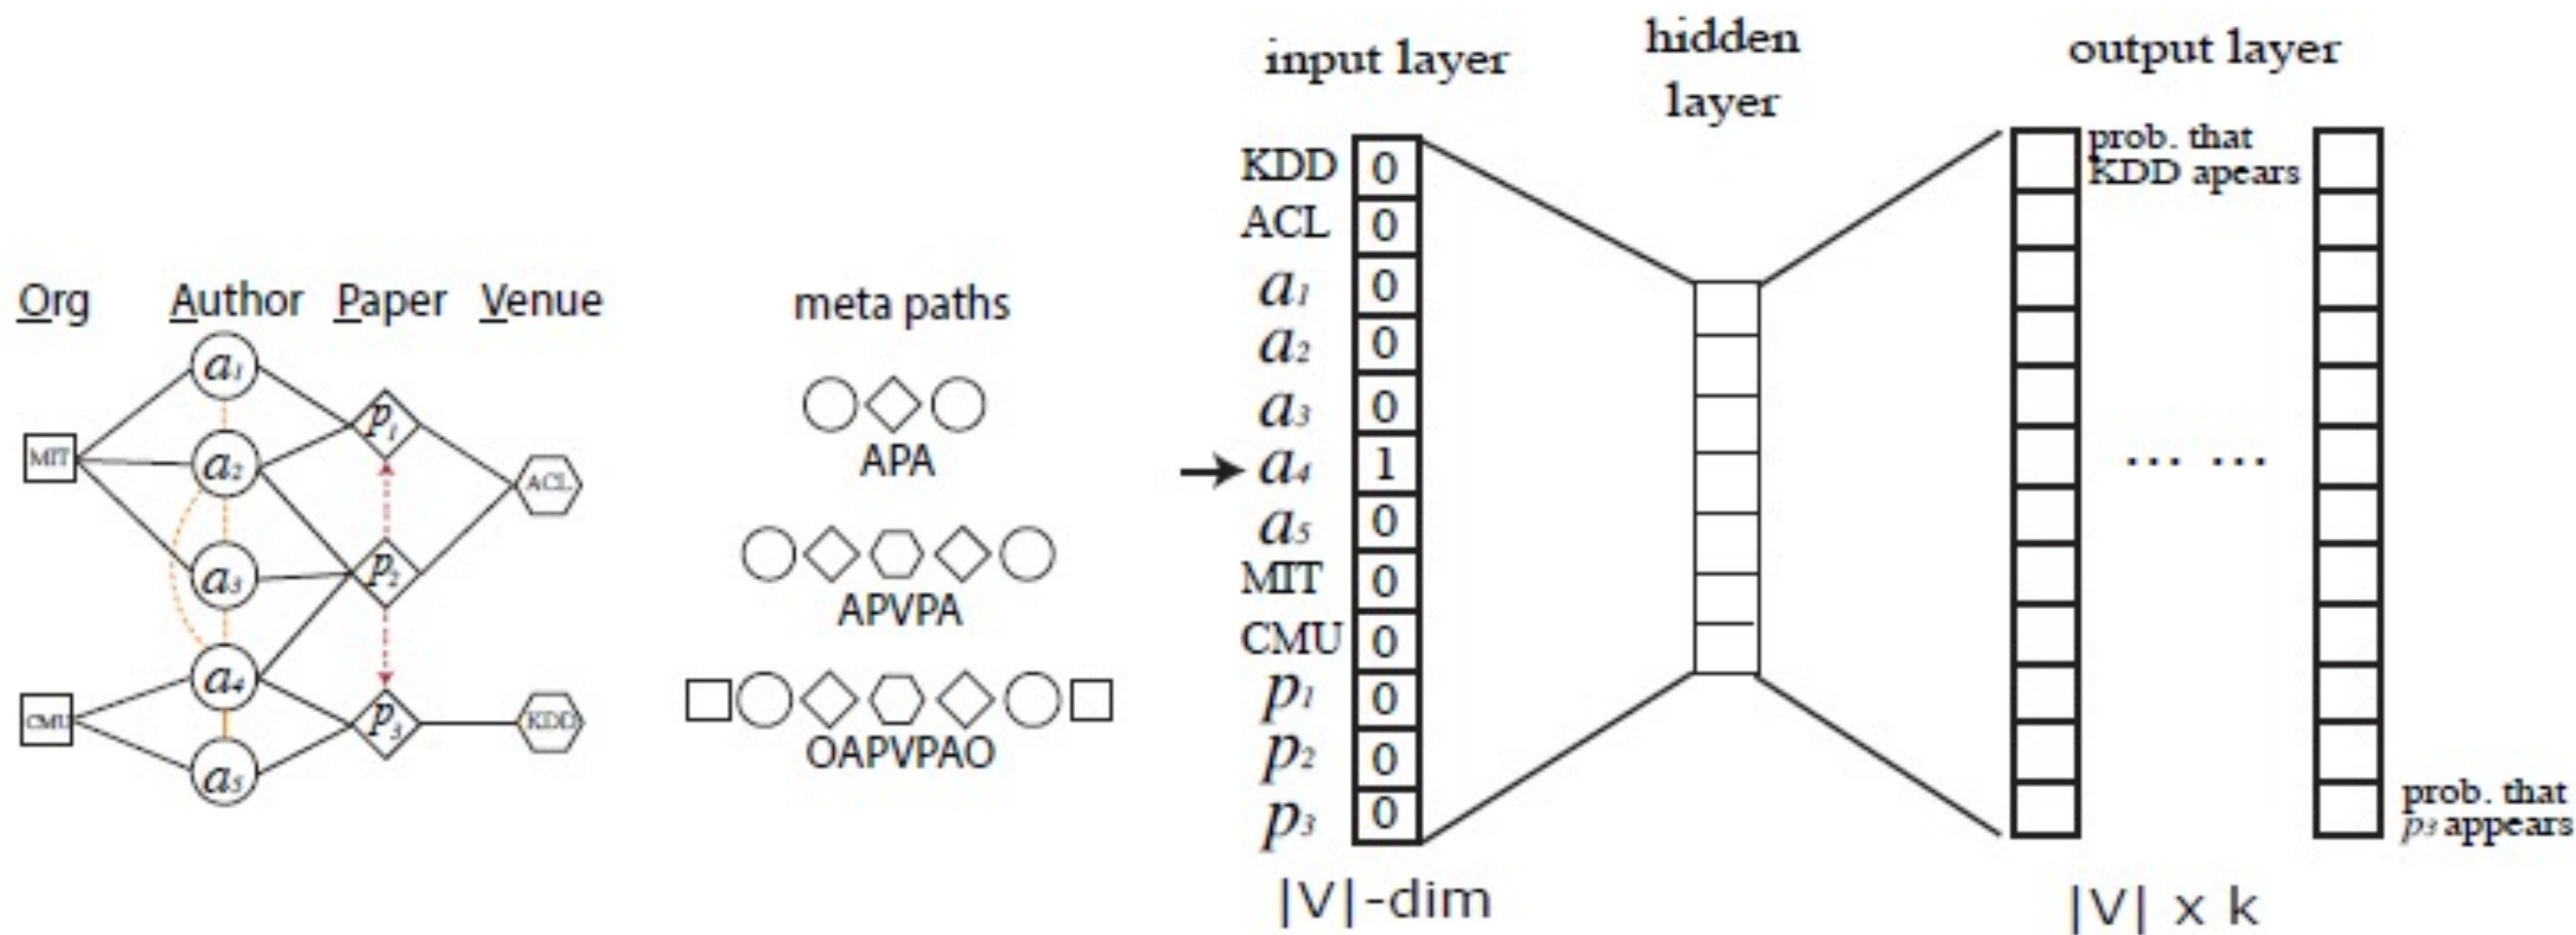 Org Author Paper Venue
MIT
CMU
a1
a2
a3
a4
a5
p1
p2
p3
ACL
KDD
meta paths
APA
APVPA
OAPVPAO
input layer
KDD 0
ACL 0
a1 0
a2 0
a3 0
a4 1
a5 0
MIT 0
CMU 0
p1 0
p2 0
p3 0
|V|-dim
hidden
layer
output layer
prob. that
KDD apears
... ...
prob. that
p3 appears
|V| x k